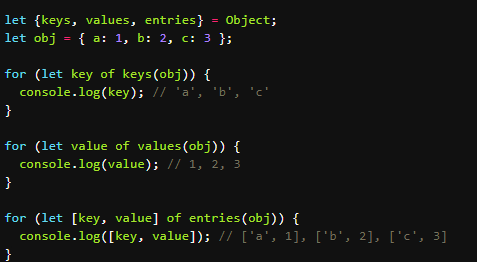 let {keys, values, entries} = Object;
let obj = { a: 1, b: 2, c: 3 };

for (let key of keys(obj)) {
  console.log(key); // 'a', 'b', 'c'
}

for (let value of values(obj)) {
  console.log(value); // 1, 2, 3
}

for (let [key, value] of entries(obj)) {
  console.log([key, value]); // ['a', 1], ['b', 2], ['c', 3]
}